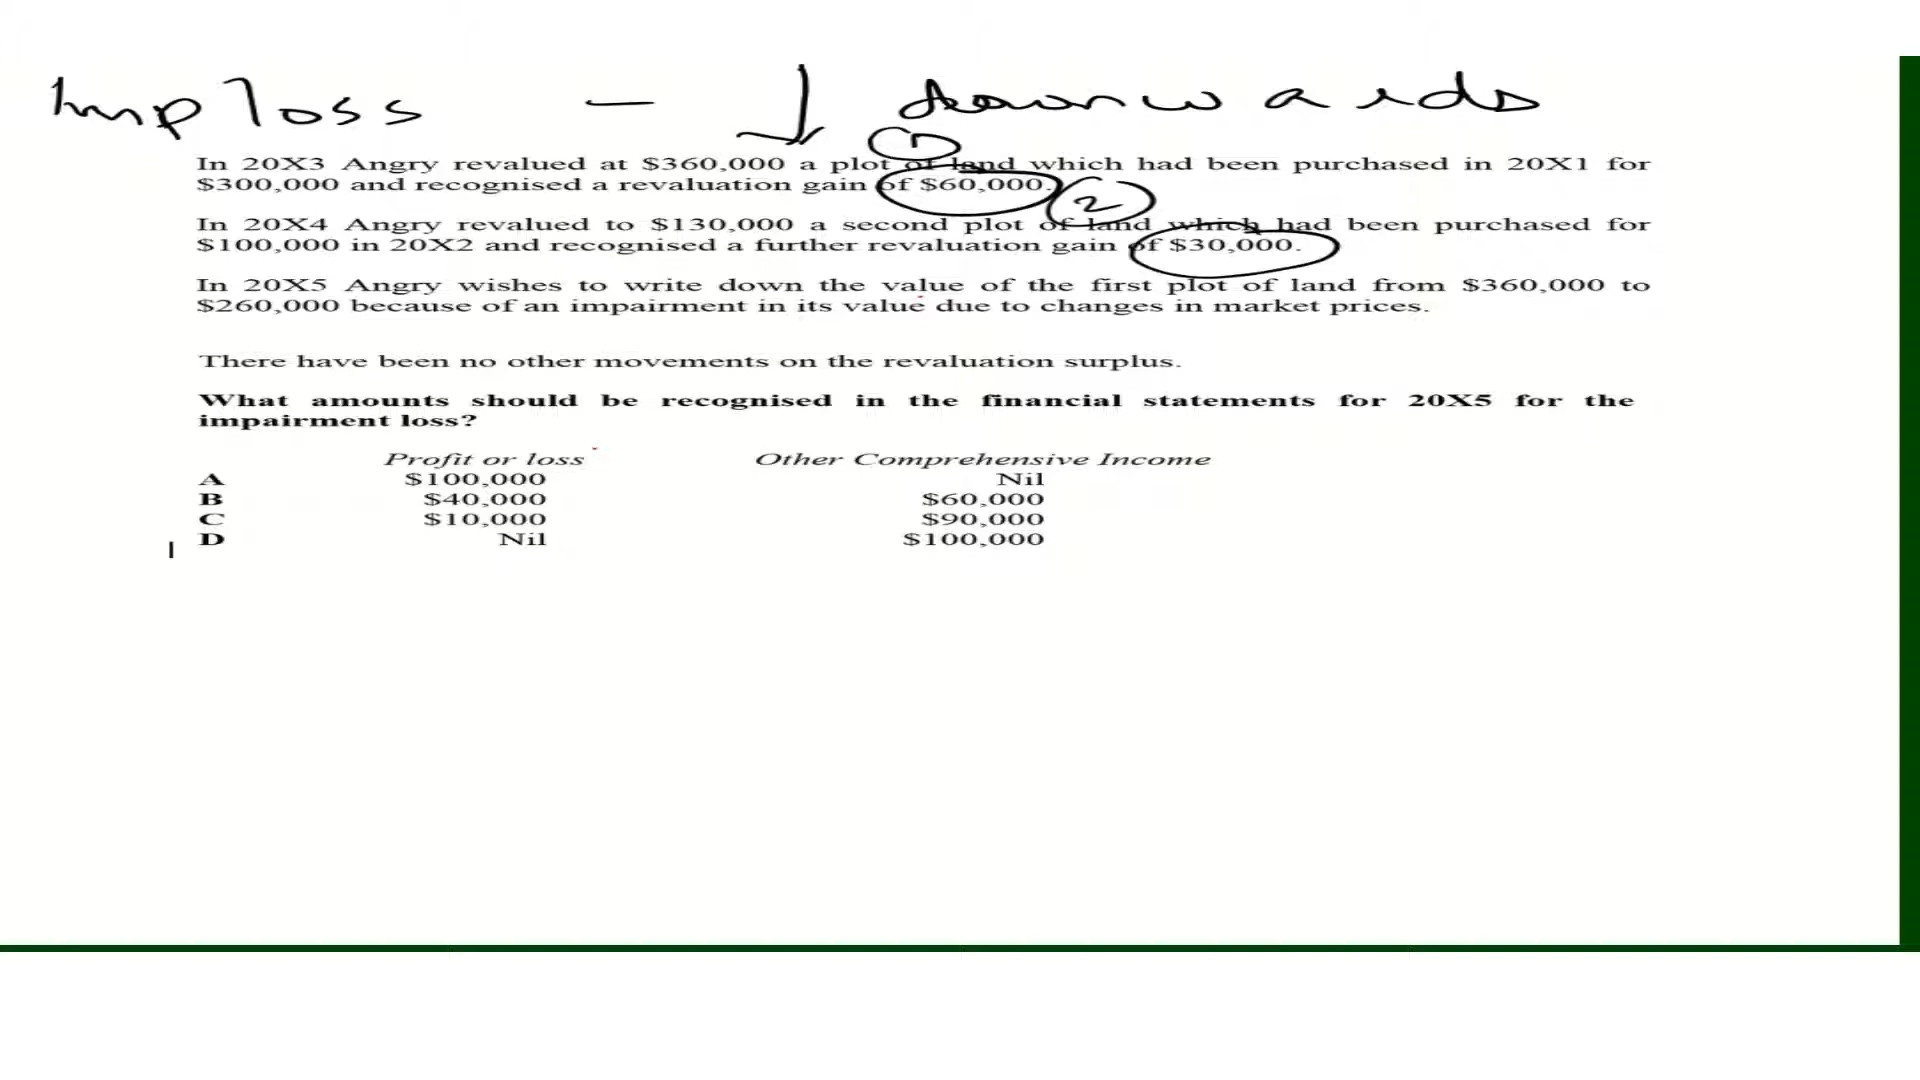 Imp loss - ↓ downwards
1
In 20X3 Angry revalued at $360,000 a plot of land which had been purchased in 20X1 for
$300,000 and recognised a revaluation gain of $60,000.
2
In 20X4 Angry revalued to $130,000 a second plot of land which had been purchased for
$100,000 in 20X2 and recognised a further revaluation gain of $30,000.
In 20X5 Angry wishes to write down the value of the first plot of land from $360,000 to
$260,000 because of an impairment in its value due to changes in market prices.
There have been no other movements on the revaluation surplus.
What amounts should be recognised in the financial statements for 20X5 for the
impairment loss?
Profit or loss Other Comprehensive Income
A $100,000 Nil
B $40,000 $60,000
C $10,000 $90,000
D Nil $100,000